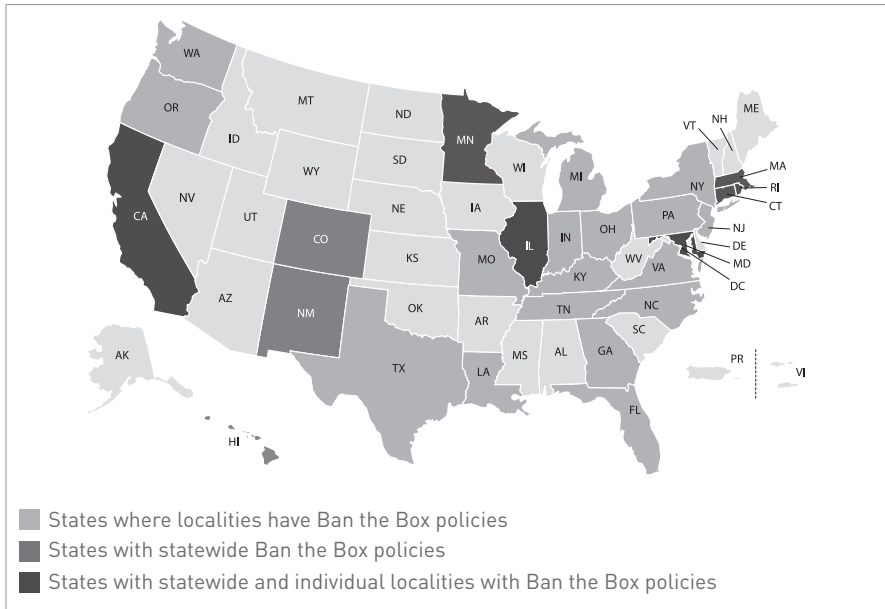 WA
OR
MT
ND
MN
ID
SD
WI
MI
VT
NH
ME
MA
RI
CT
NY
WY
NV
UT
NE
IA
PA
NJ
CA
CO
KS
MO
IL
IN
OH
DE
MD
DC
WV
VA
KY
AZ
NM
OK
AR
TN
NC
SC
AK
TX
LA
MS
AL
GA
PR
VI
FL
HI
States where localities have Ban the Box policies
States with statewide Ban the Box policies
States with statewide and individual localities with Ban the Box policies